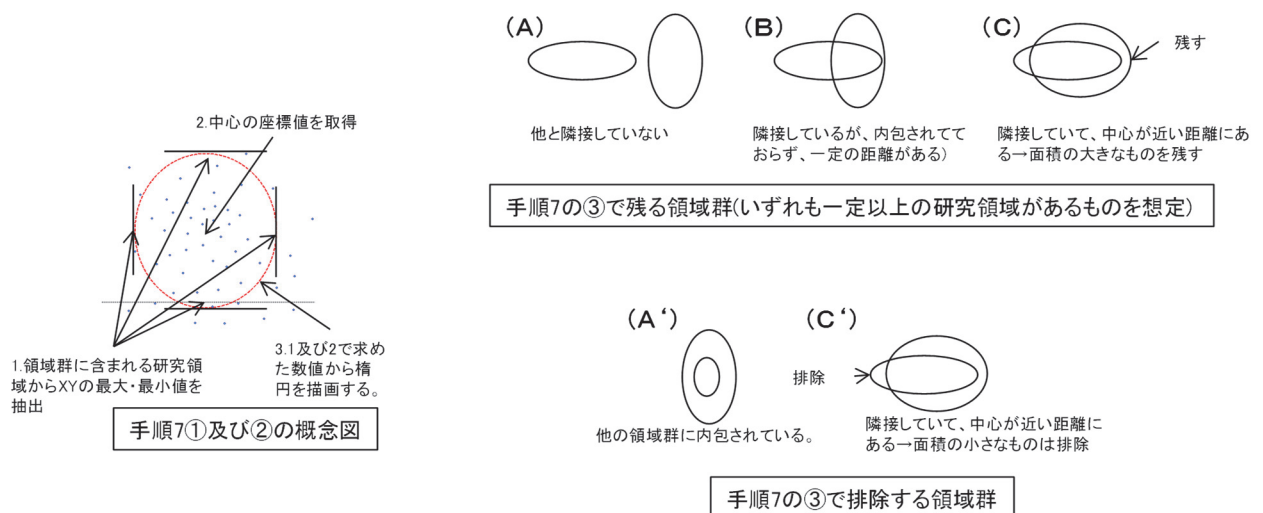 2.中心の座標値を取得
1.領域群に含まれる研究領
域からXYの最大・最小値を
抽出
3.1及び2で求め
た数値から楕
円を描画する。
手順7①及び②の概念図
(A)
他と隣接していない
(B)
隣接しているが、内包されてて
おらず、一定の距離がある)
(C)
残す
隣接していて、中心が近い距離にあ
る→面積の大きなものを残す
手順7の③で残る領域群(いずれも一定以上の研究領域があるものを想定)
(A‘)
他の領域群に内包されている。
(C‘)
排除
隣接していて、中心が近い距離に
ある→面積の小さなものは排除
手順7の③で排除する領域群